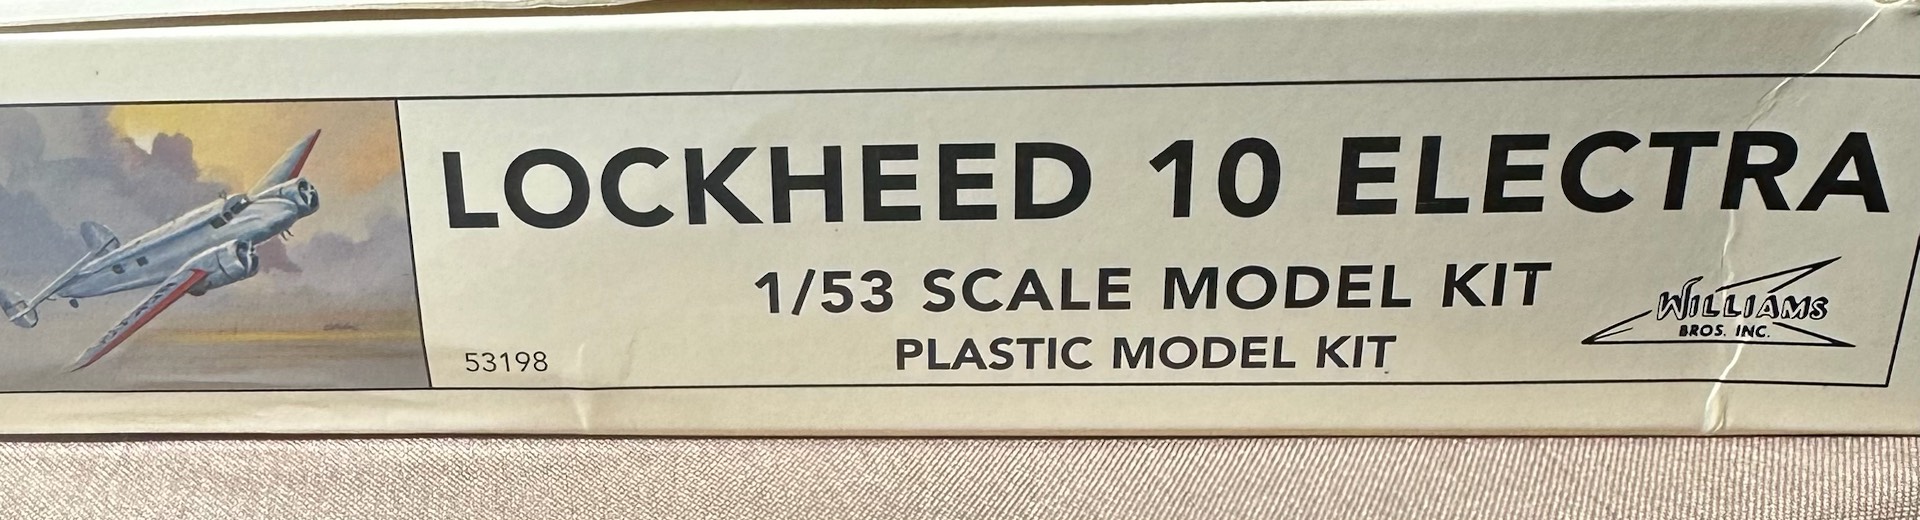 LOCKHEED 10 ELECTRA
1/53 SCALE MODEL KIT
PLASTIC MODEL KIT
53198
WILLIAMS
BROS. INC.